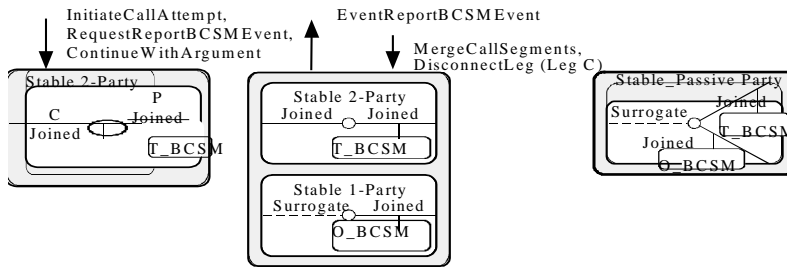 InitiateCallAttempt,
RequestReportBCSMEvent,
ContinueWithArgument
EventReportBCSMEvent
MergeCallSegments,
DisconnectLeg (Leg C)
Stable 2-Party
C
P
Joined
Joined
T_BCSM
Stable 2-Party
Joined Joined
T_BCSM
Stable 1-Party
Surrogate Joined
O_BCSM
Stable_Passive Party
Joined
Surrogate
T_BCSM
Joined
O_BCSM